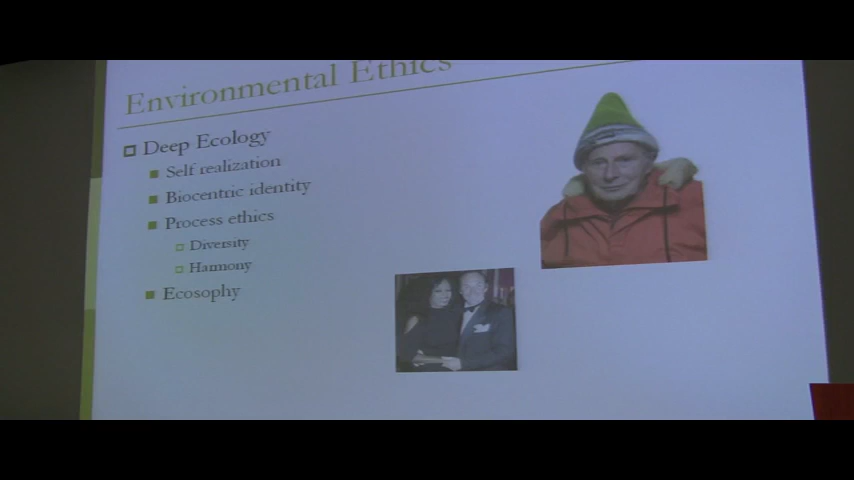 Environmental Ethics
Deep Ecology
Self realization
Biocentric identity
Process ethics
Diversity
Harmony
Ecosophy